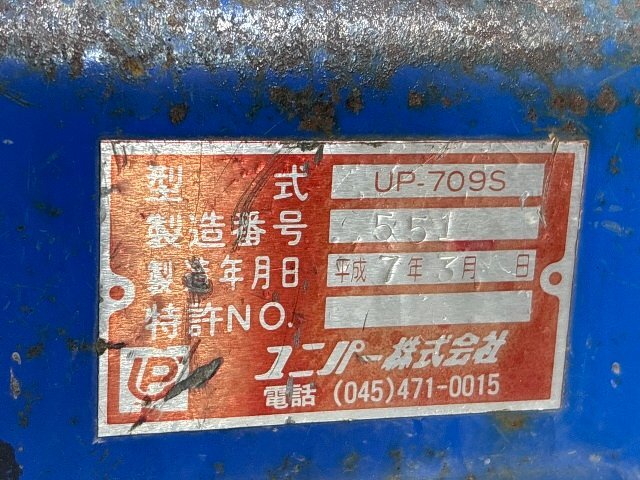 型式 UP-709S
製造番号 551
製造年月日 平成7年3月 日
特許NO.
ユニパー株式会社
UP
電話 (045)471-0015